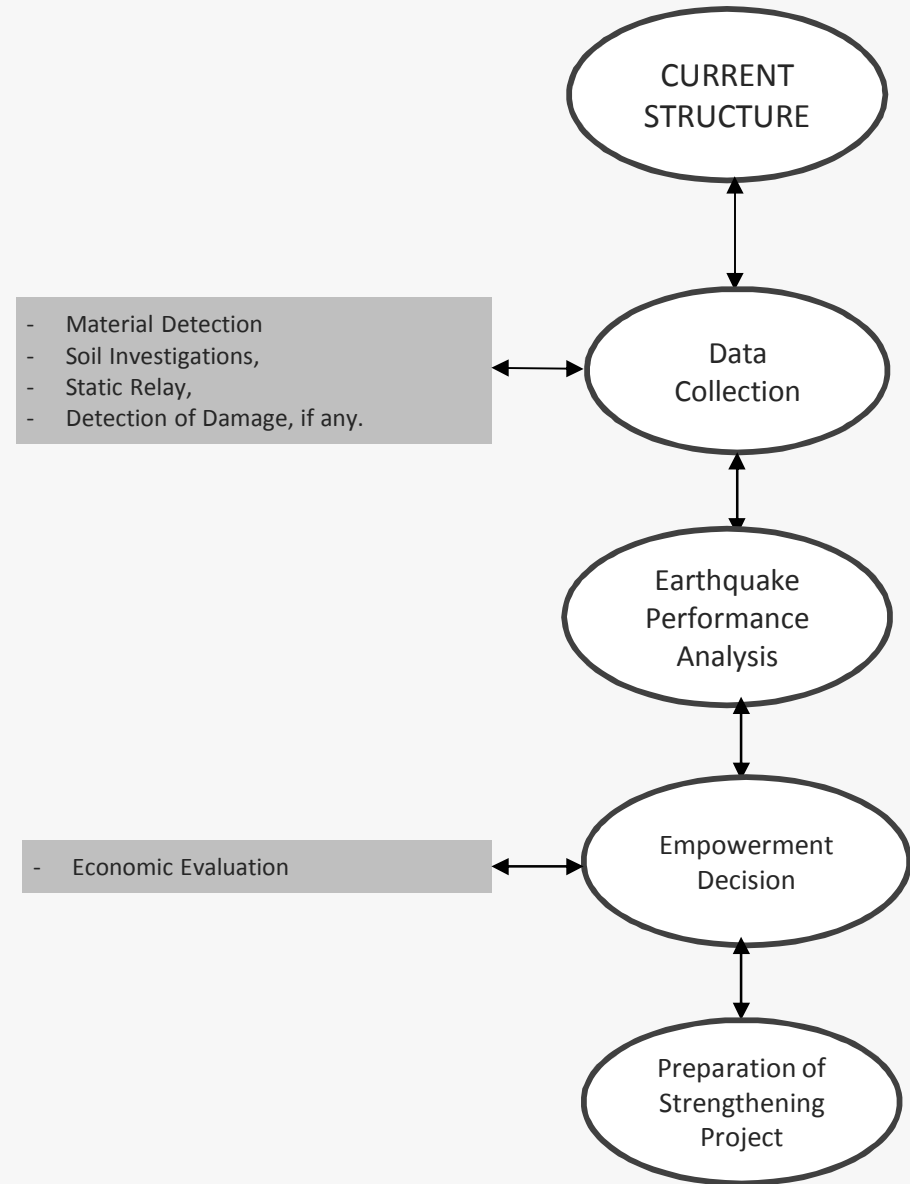 CURRENT
STRUCTURE
- Material Detection
- Soil Investigations,
- Static Relay,
- Detection of Damage, if any.
Data
Collection
Earthquake
Performance
Analysis
- Economic Evaluation
Empowerment
Decision
Preparation of
Strengthening
Project